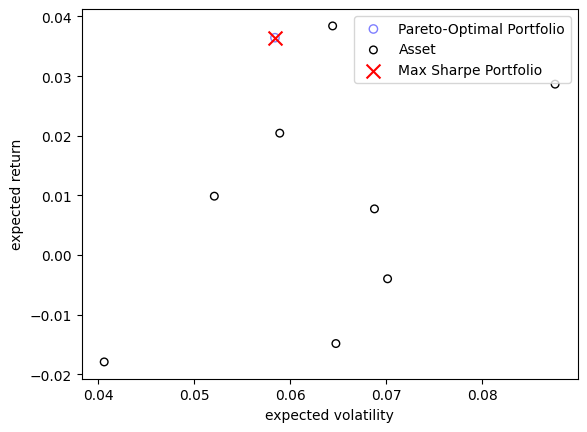 0.04
0.03
0.02
0.01
0.00
−0.01
−0.02
expected return
Pareto-Optimal Portfolio
Asset
Max Sharpe Portfolio
0.04 0.05 0.06 0.07 0.08
expected volatility